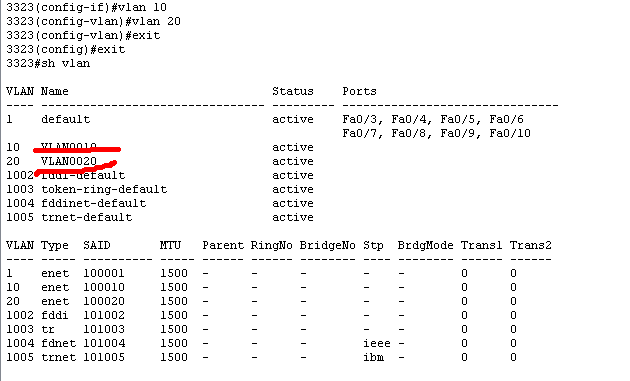 3323(config-if)#vlan 10
3323(config-vlan)#vlan 20
3323(config-vlan)#exit
3323(config)#exit
3323#sh vlan
VLAN Name                             Status    Ports
---- -------------------------------- --------- -------------------------------
1    default                          active    Fa0/3, Fa0/4, Fa0/5, Fa0/6
                                                Fa0/7, Fa0/8, Fa0/9, Fa0/10
10   VLAN0010                         active
20   VLAN0020                         active
1002 fddi-default                     active
1003 token-ring-default               active
1004 fddinet-default                  active
1005 trnet-default                    active
VLAN Type  SAID       MTU   Parent RingNo BridgeNo Stp  BrdgMode Trans1 Trans2
---- ----- ---------- ----- ------ ------ -------- ---- -------- ------ ------
1    enet  100001     1500  -      -      -        -    -        0      0
10   enet  100010     1500  -      -      -        -    -        0      0
20   enet  100020     1500  -      -      -        -    -        0      0
1002 fddi  101002     1500  -      -      -        -    -        0      0
1003 tr    101003     1500  -      -      -        -    -        0      0
1004 fdnet 101004     1500  -      -      -        ieee -        0      0
1005 trnet 101005     1500  -      -      -        ibm  -        0      0